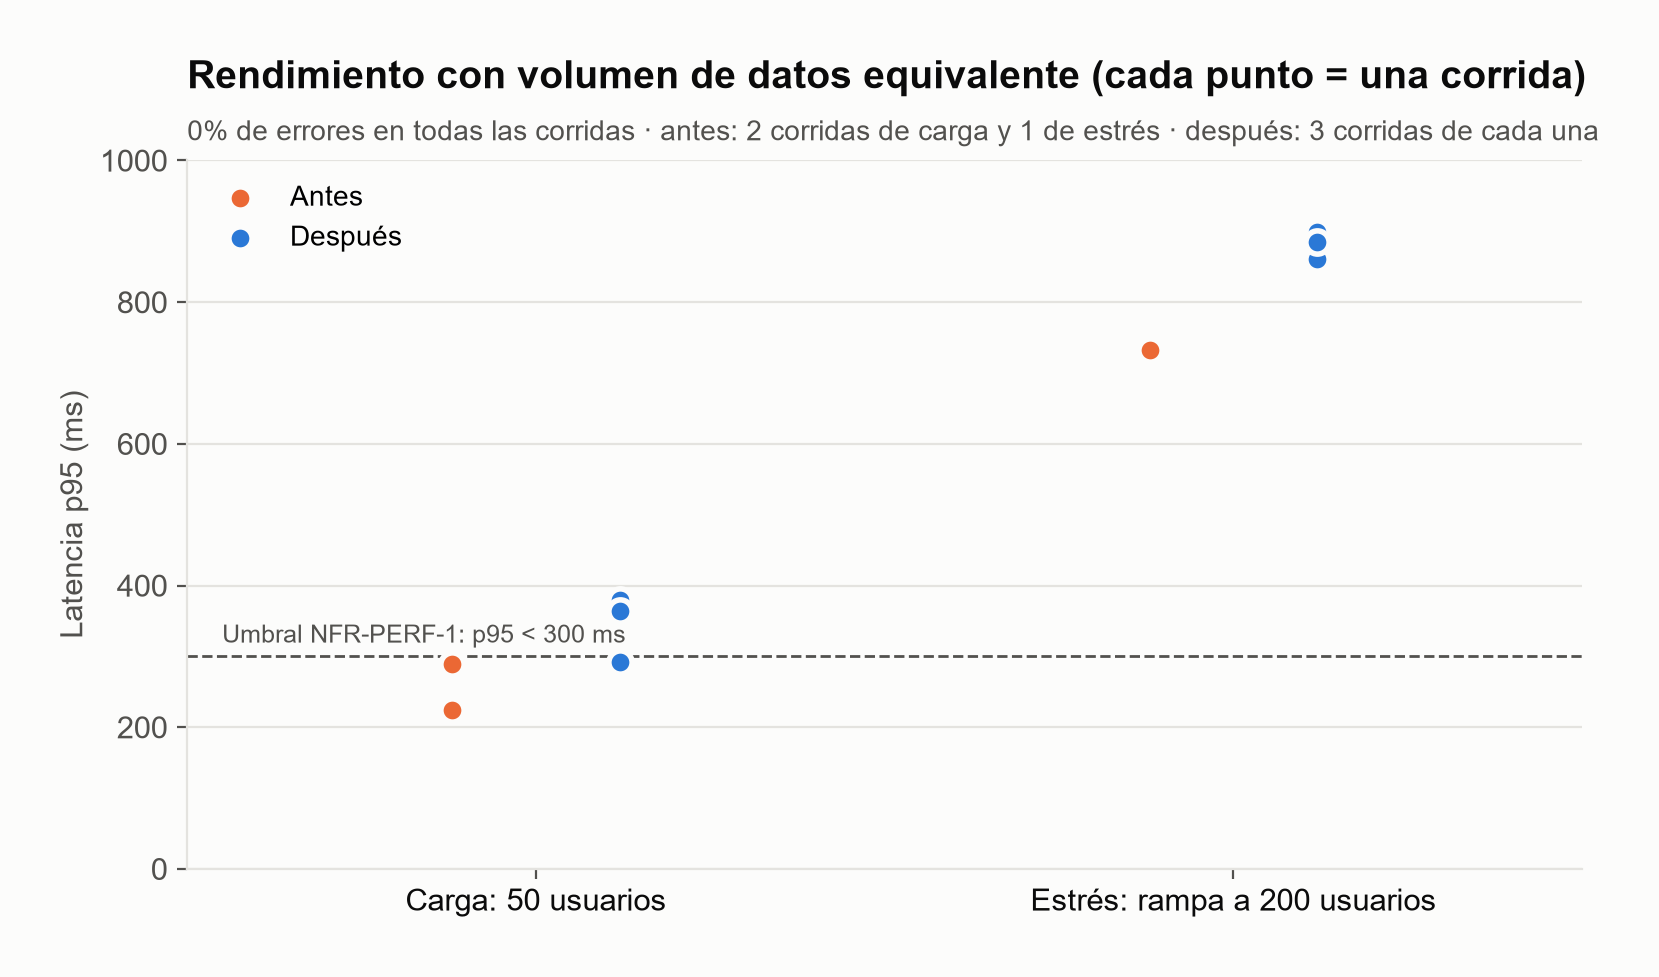 Rendimiento con volumen de datos equivalente (cada punto = una corrida)
0% de errores en todas las corridas · antes: 2 corridas de carga y 1 de estrés · después: 3 corridas de cada una
1000
Antes
Después
800
600
Latencia p95 (ms)
400
Umbral NFR-PERF-1: p95 < 300 ms
200
0
Carga: 50 usuarios
Estrés: rampa a 200 usuarios